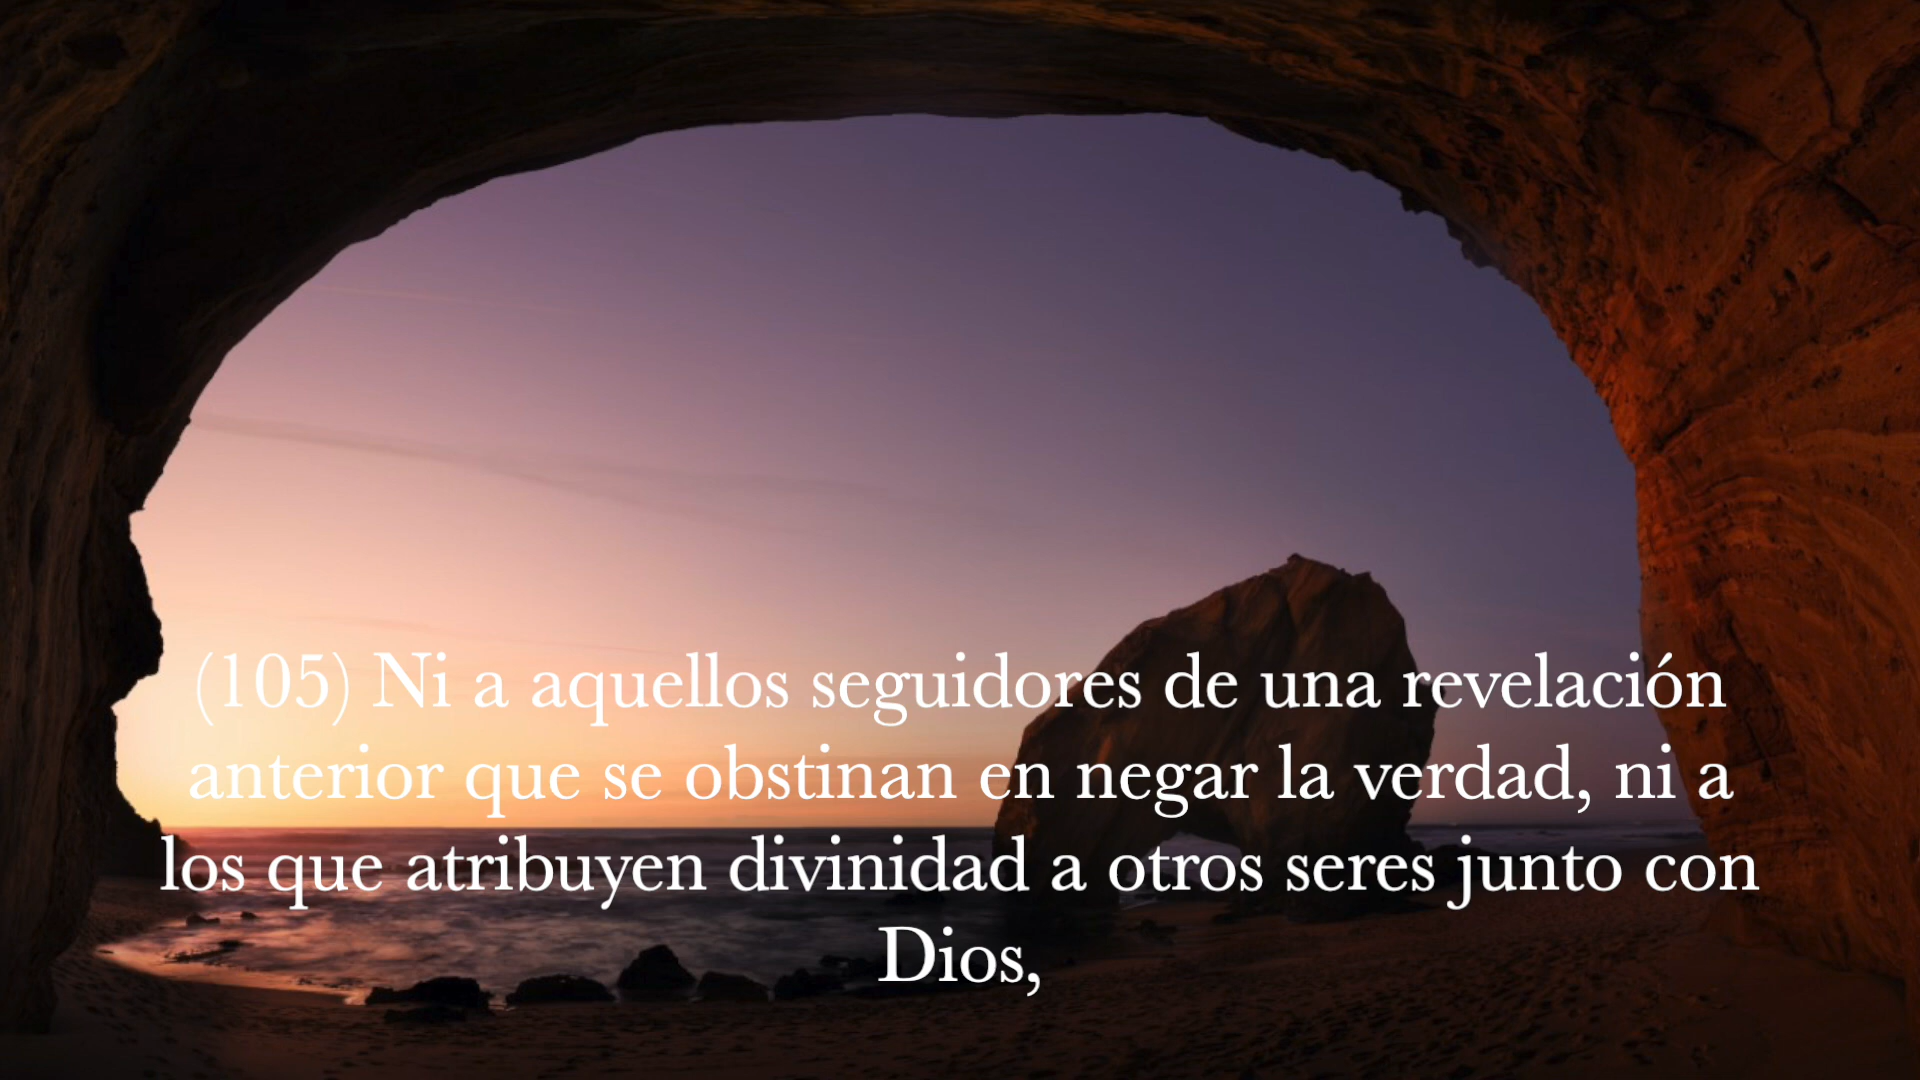 (105) Ni a aquellos seguidores de una revelación
anterior que se obstinan en negar la verdad, ni a
los que atribuyen divinidad a otros seres junto con
Dios,